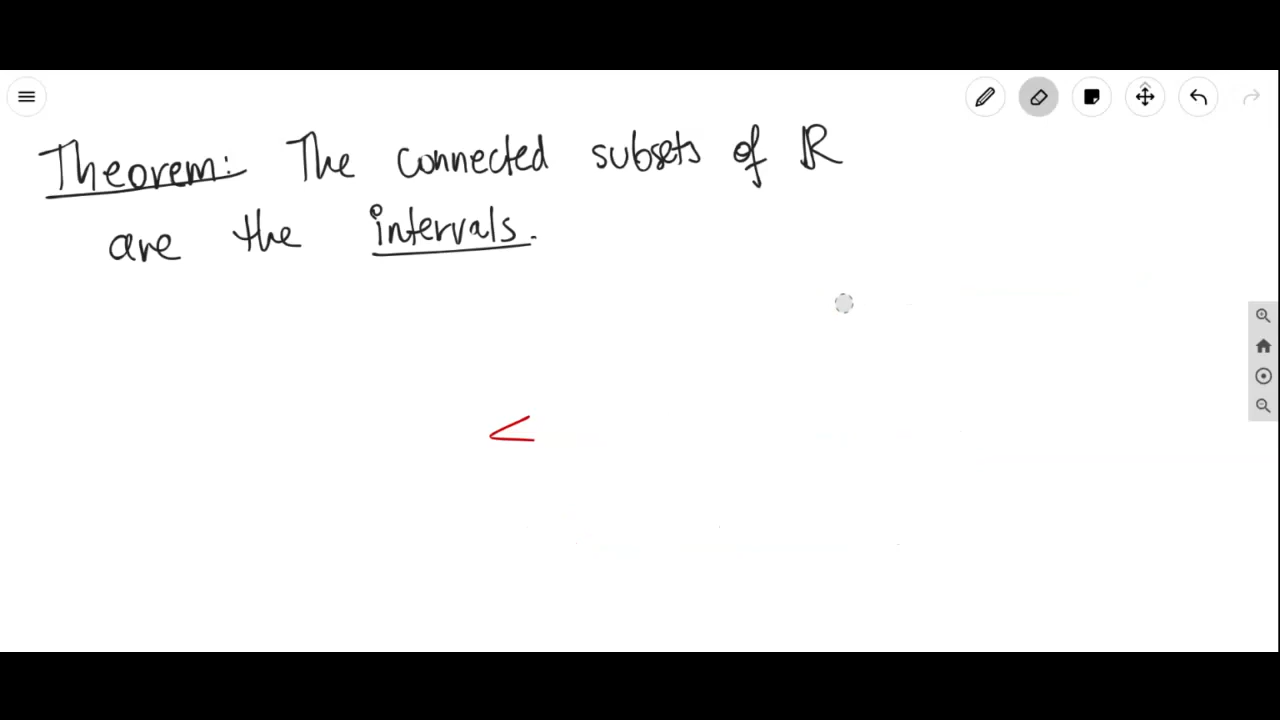 Theorem: The connected subsets of ℝ
are the intervals.
<